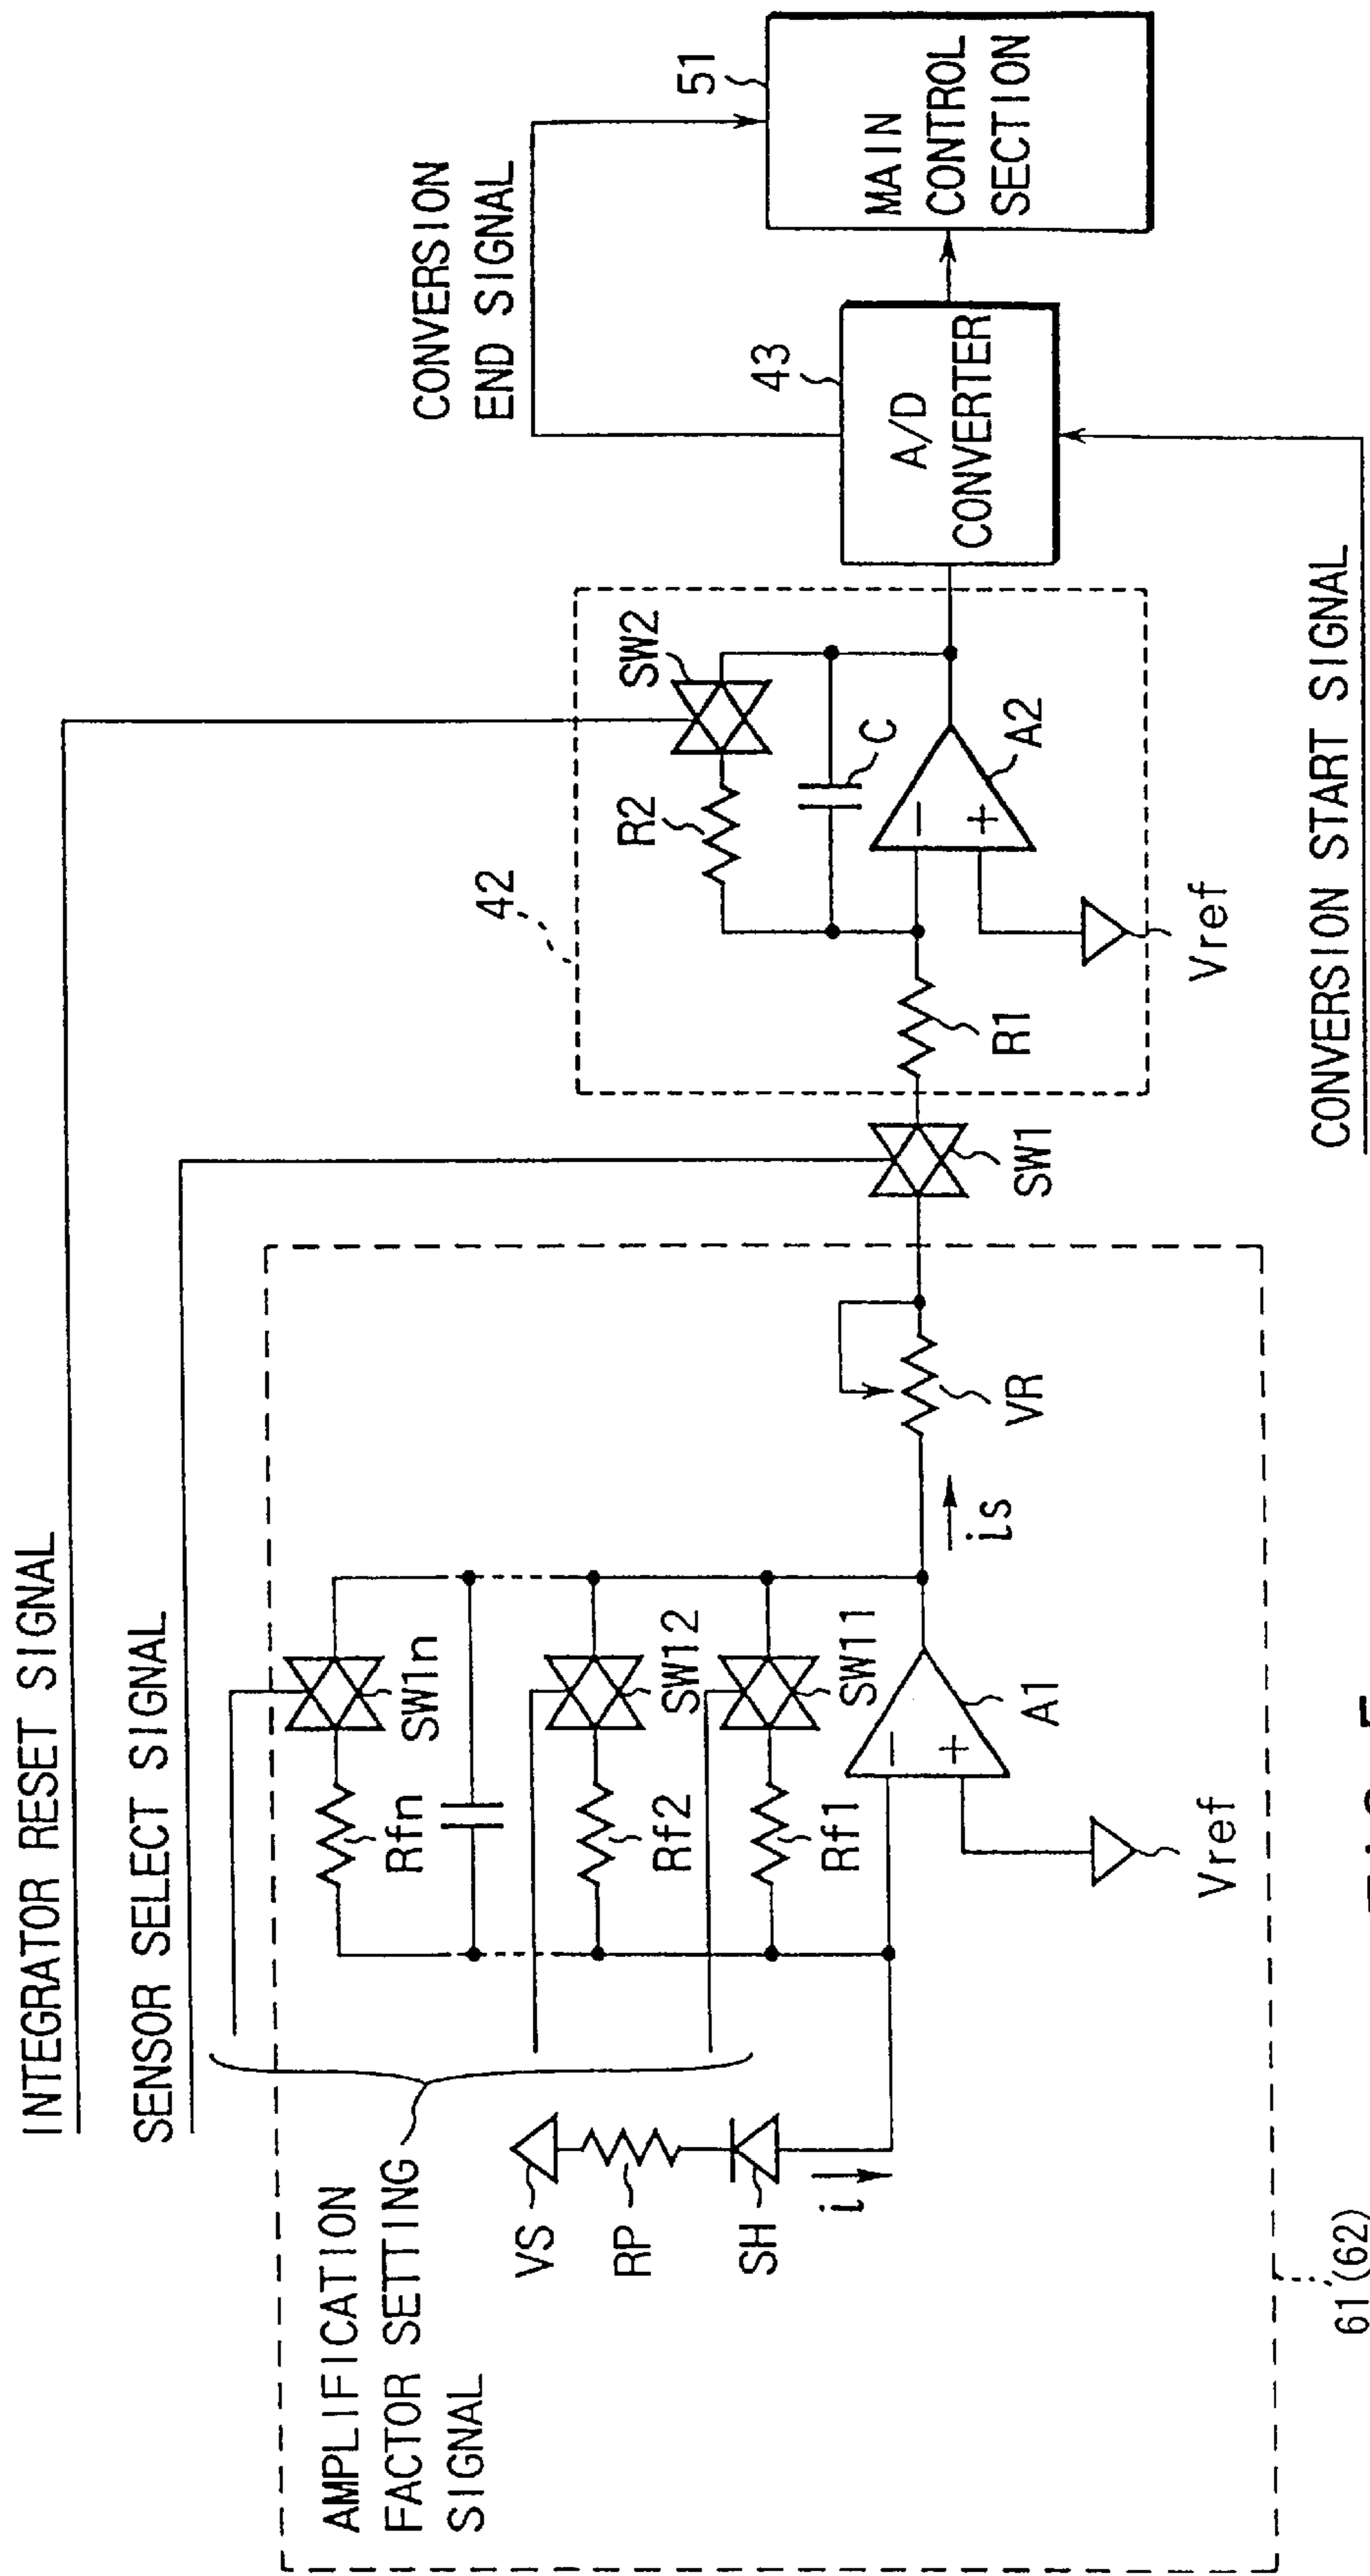 INTEGRATOR RESET SIGNAL
SENSOR SELECT SIGNAL
AMPLIFICATION
FACTOR SETTING
SIGNAL
CONVERSION
END SIGNAL
51
MAIN
CONTROL
SECTION
43
A/D
CONVERTER
42
SW2
R2
C
A2
R1
Vref
SW1
SW1n
Rfn
SW12
Rf2
SW11
Rf1
A1
is
VR
VS
RP
SH
i
Vref
CONVERSION START SIGNAL
61 (62)